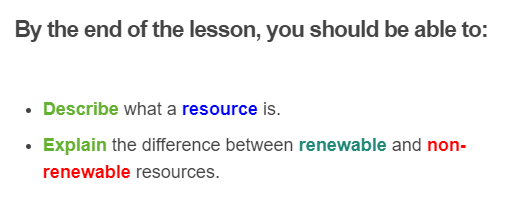 By the end of the lesson, you should be able to:
• Describe what a resource is.
• Explain the difference between renewable and non-
renewable resources.